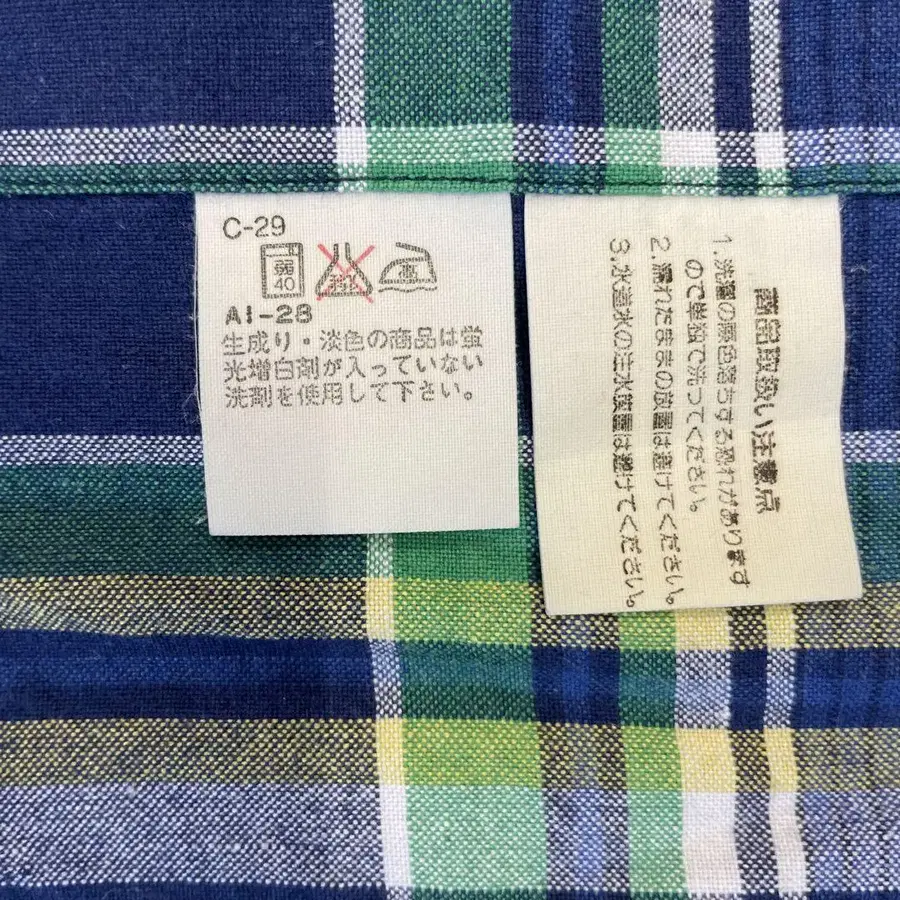 C-29
弱
40
高
A1-28
生成り・淡色の商品は蛍
光増白剤が入っていない
洗剤を使用して下さい。
商品取扱い注意点
1.洗濯の際色落ちする恐れがあります
ので単独で洗ってください。
2.濡れたままの放置は避けてください。
3.水道水の注水放置は避けてください。